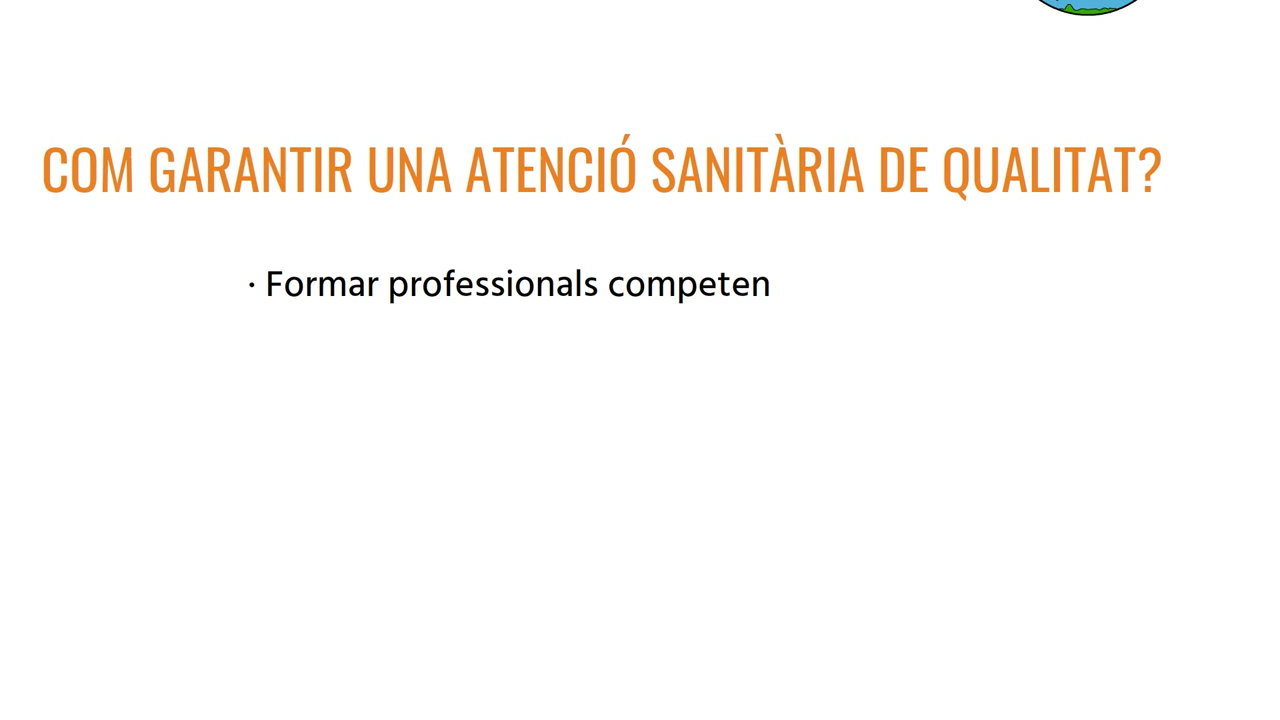 COM GARANTIR UNA ATENCIÓ SANITÀRIA DE QUALITAT?
· Formar professionals competen